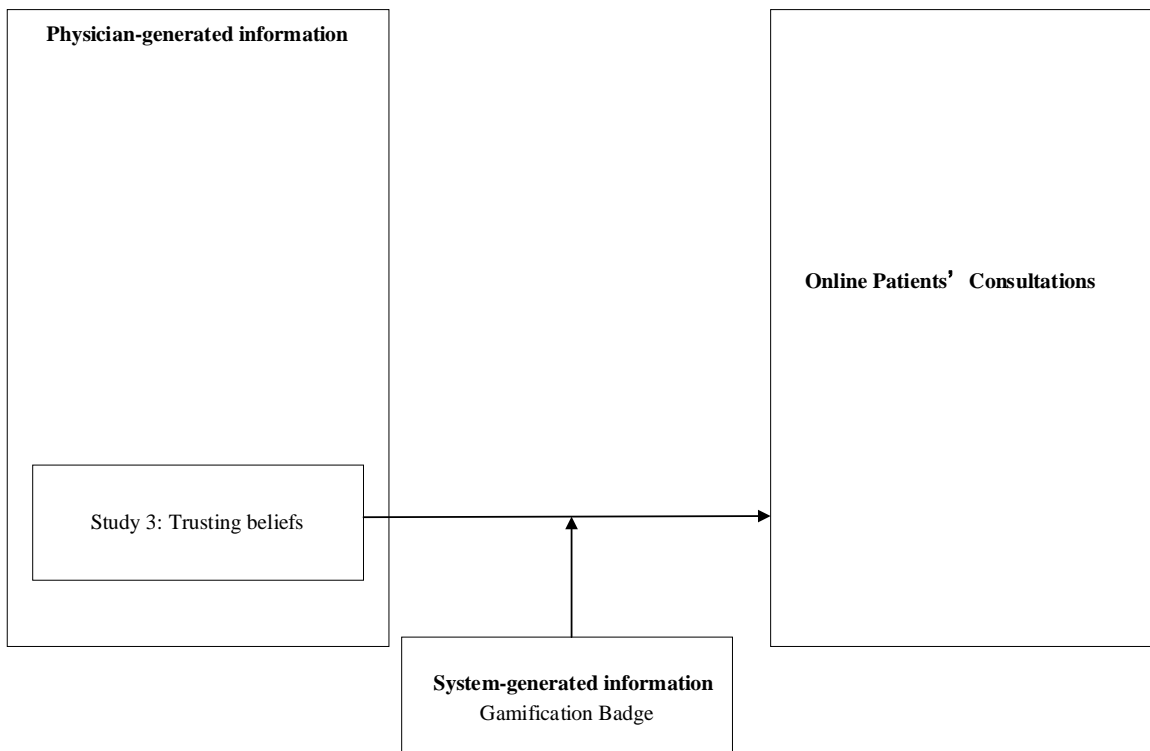 Physician-generated information
Online Patients’ Consultations
Study 3: Trusting beliefs
System-generated information
Gamification Badge